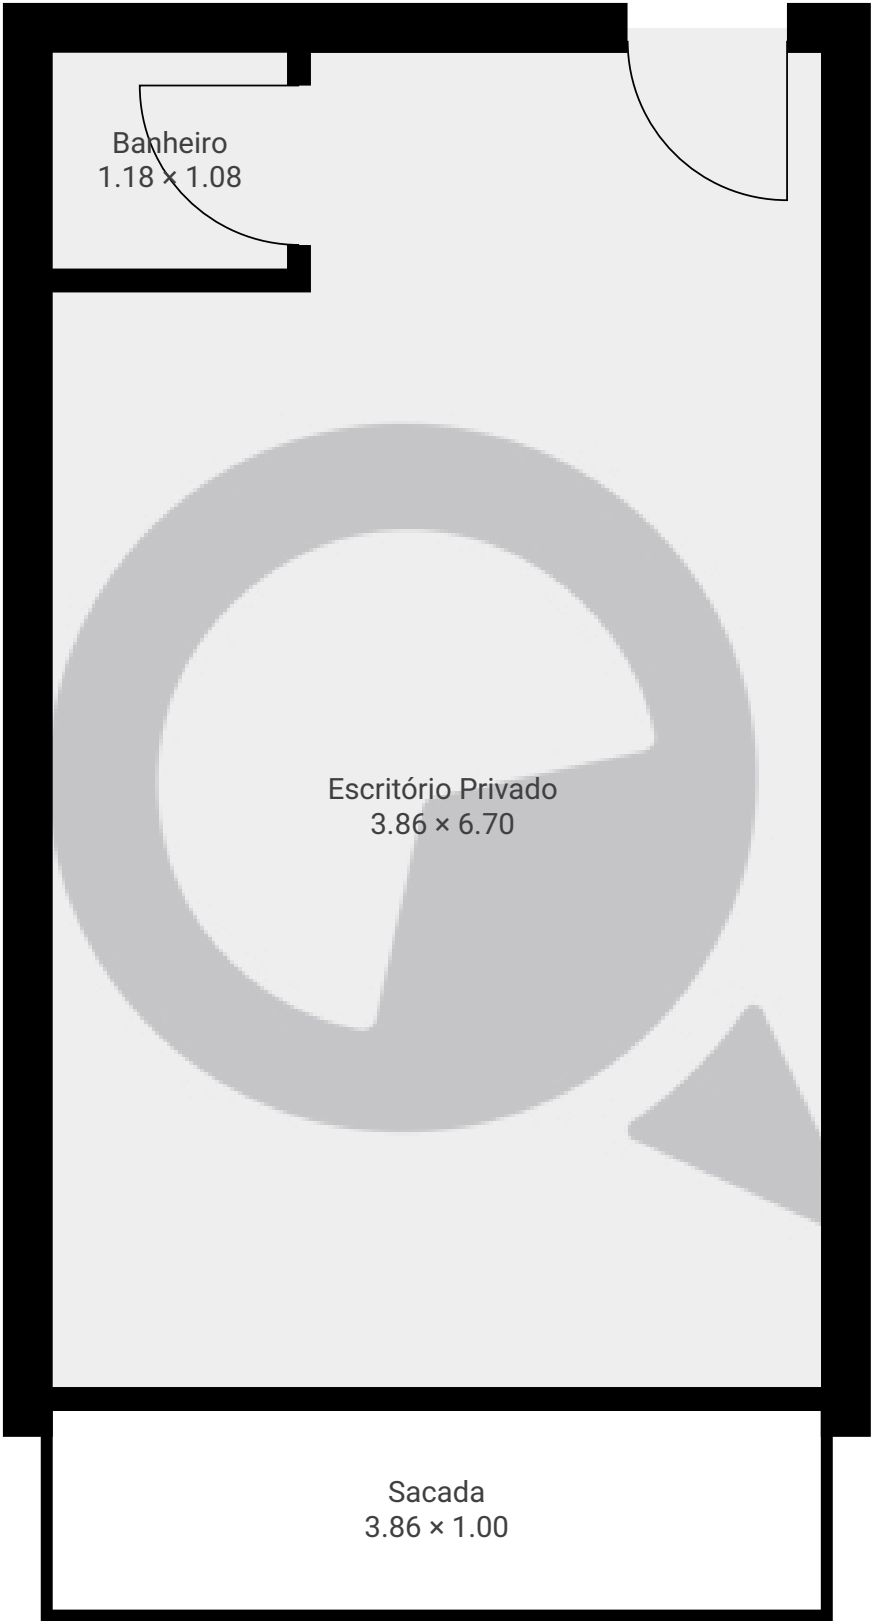 Banheiro
1.18 × 1.08
Escritório Privado
3.86 × 6.70
Sacada
3.86 × 1.00